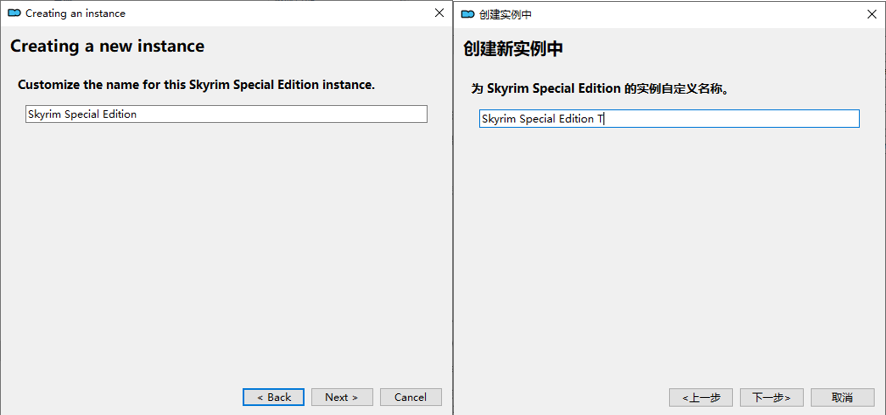 Creating an instance
Creating a new instance
Customize the name for this Skyrim Special Edition instance.
Skyrim Special Edition
< Back
Next >
Cancel
创建实例中
创建新实例中
为 Skyrim Special Edition 的实例自定义名称。
Skyrim Special Edition T
<上一步
下一步>
取消